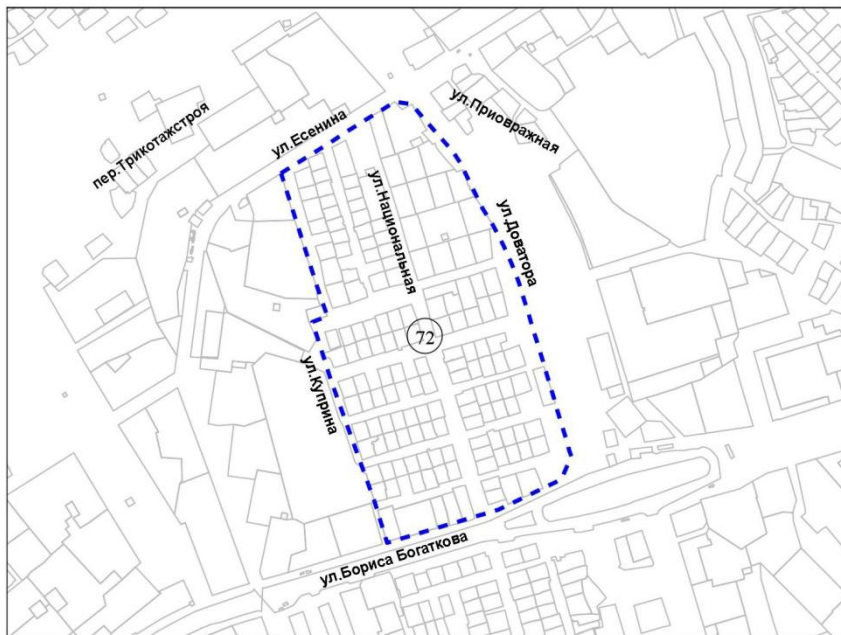 пер.Трикотажстроя
ул.Есенина
ул.Приовражная
ул.Национальная
ул.Доватора
72
ул.Куприна
ул.Бориса Богаткова